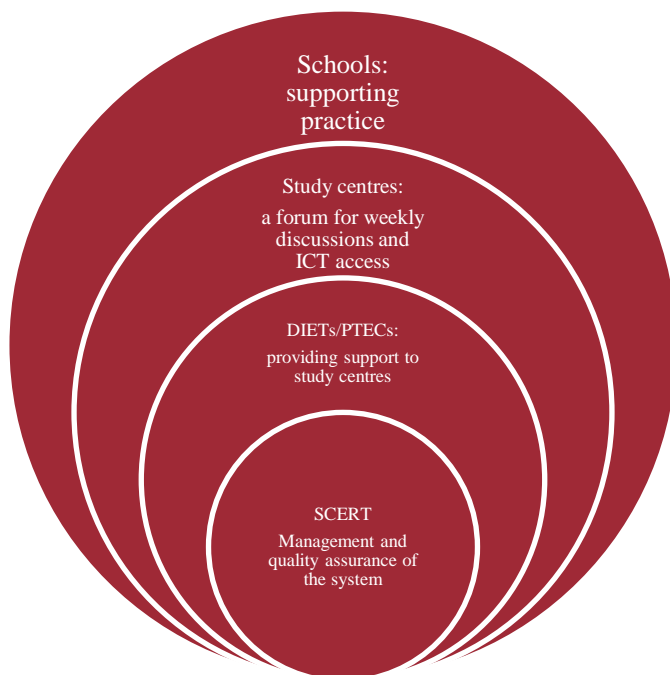 Schools:
supporting
practice
Study centres:
a forum for weekly
discussions and
ICT access
DIETs/PTECs:
providing support to
study centres
SCERT
Management and
quality assurance of
the system